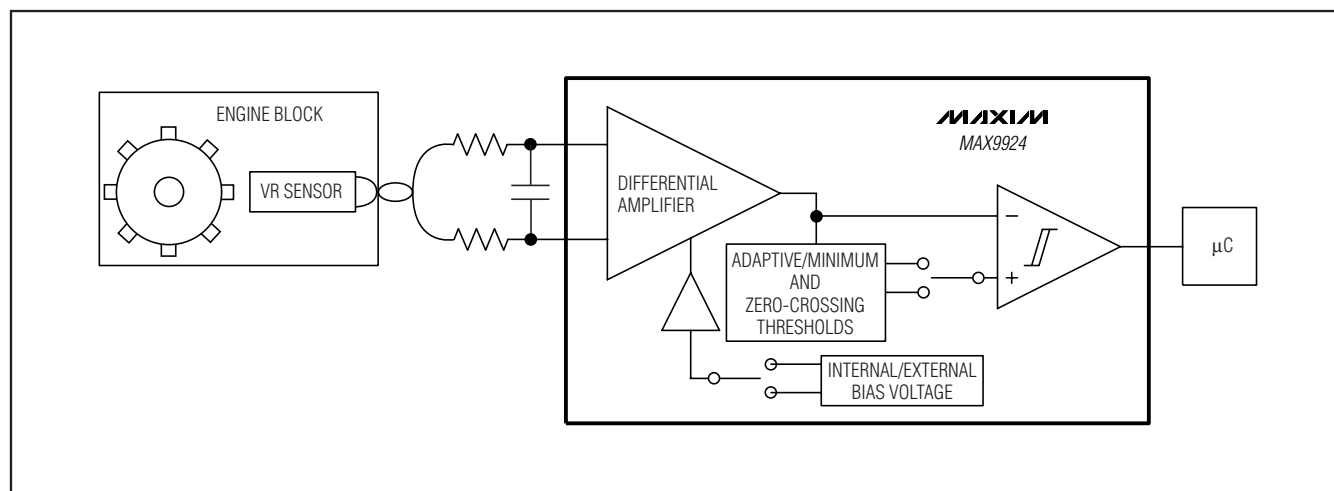 ENGINE BLOCK
VR SENSOR
DIFFERENTIAL
AMPLIFIER
MAXIM
MAX9924
ADAPTIVE/MINIMUM
AND
ZERO-CROSSING
THRESHOLDS
−
+
INTERNAL/EXTERNAL
BIAS VOLTAGE
μC